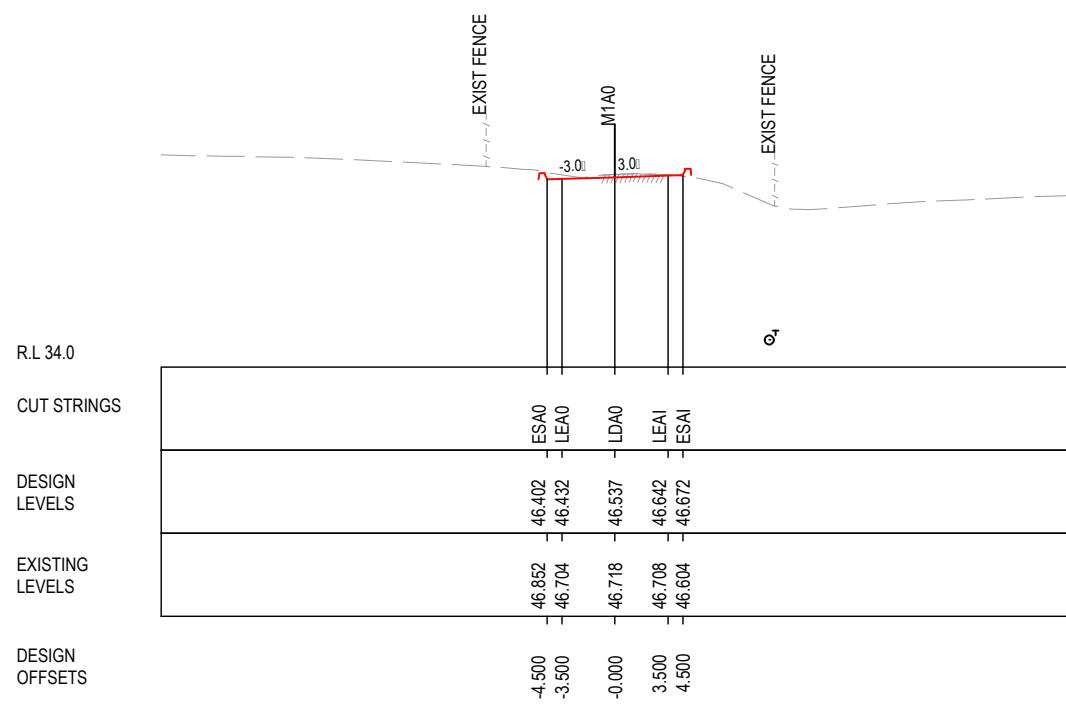 EXIST FENCE
M1A0
EXIST FENCE
-3.0
3.0
R.L 34.0
CUT STRINGS
ESA0
LEA0
LDA0
LEAI
ESAI
DESIGN
LEVELS
46.402
46.432
46.537
46.642
46.672
EXISTING
LEVELS
46.852
46.704
46.718
46.708
46.604
DESIGN
OFFSETS
-4.500
-3.500
-0.000
3.500
4.500